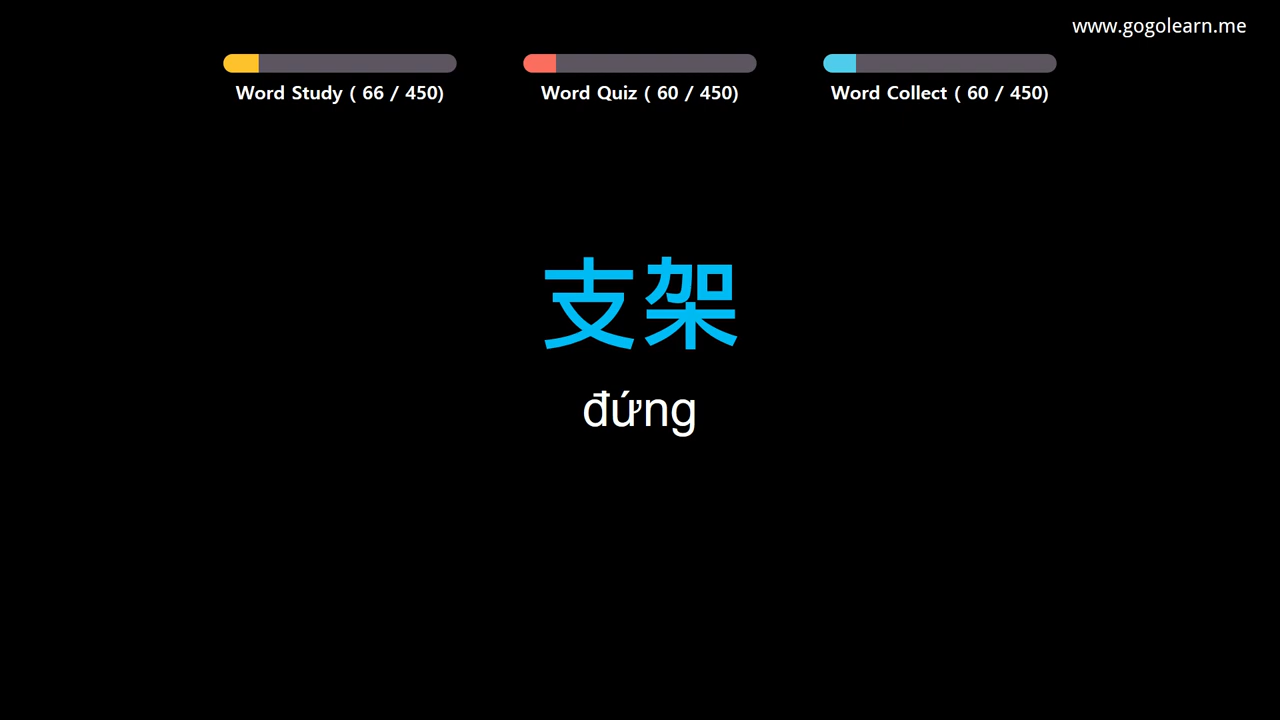 www.gogolearn.me
Word Study ( 66 / 450)
Word Quiz ( 60 / 450)
Word Collect ( 60 / 450)
支架
đứng